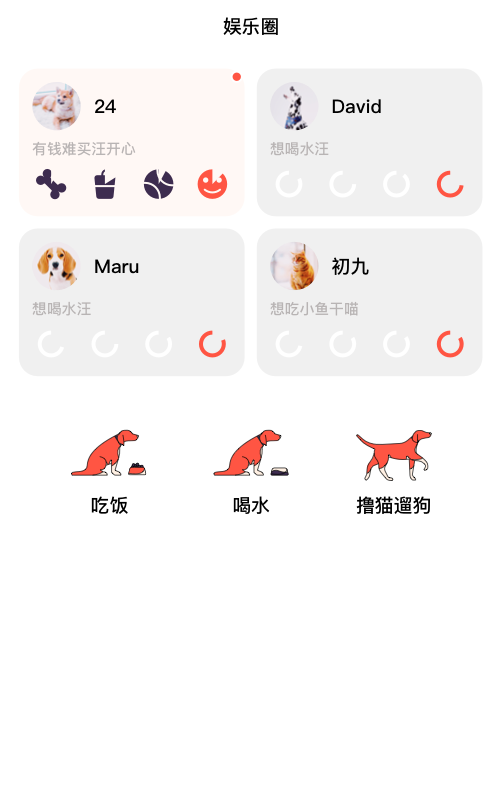 娱乐圈
24
有钱难买汪开心
David
想喝水汪
Maru
想喝水汪
初九
想吃小鱼干喵
吃饭
喝水
撸猫遛狗